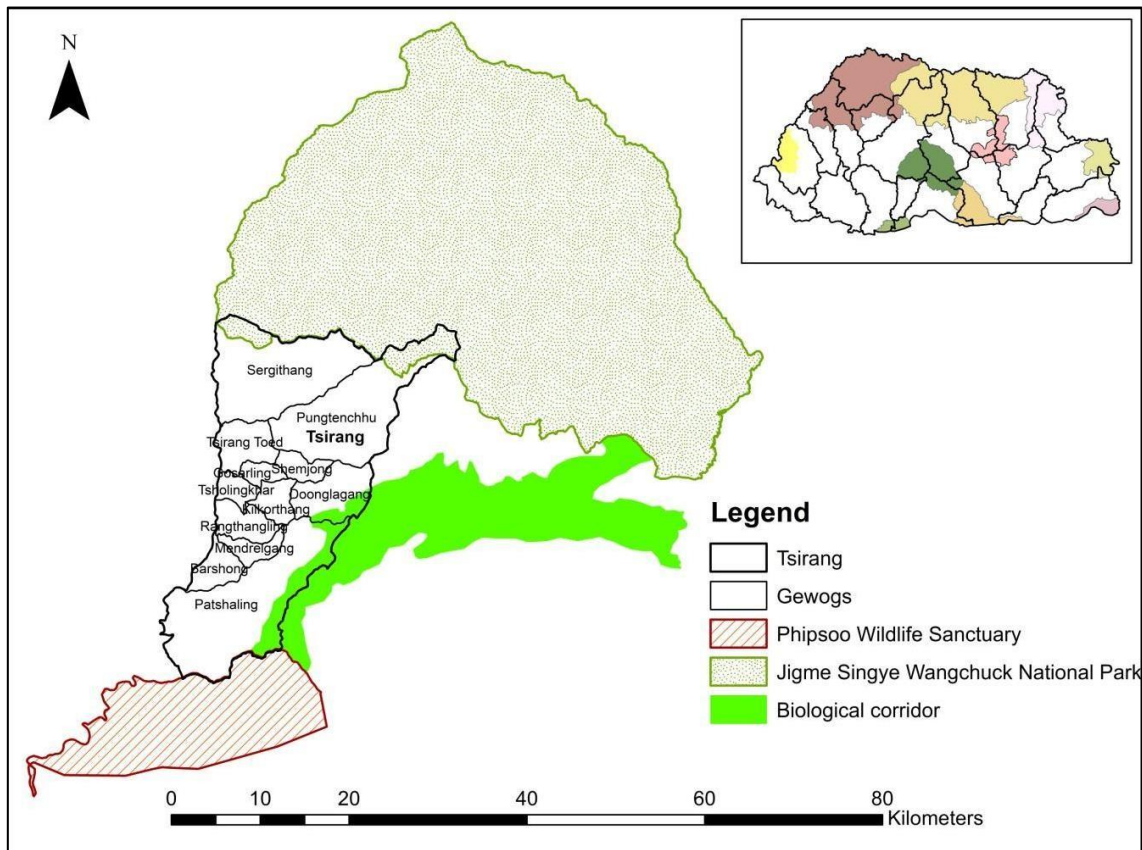 N
Sergithang
Pungtenchhu
Tsirang
Tsirang Toed
Gosarling
Shemjong
Tsholingkhar
Doonglagang
Kilkorthang
Rangthangling
Mendrelgang
Barshong
Patshaling
Legend
Tsirang
Gewogs
Phipsoo Wildlife Sanctuary
Jigme Singye Wangchuck National Park
Biological corridor
0 10 20 40 60 80
Kilometers